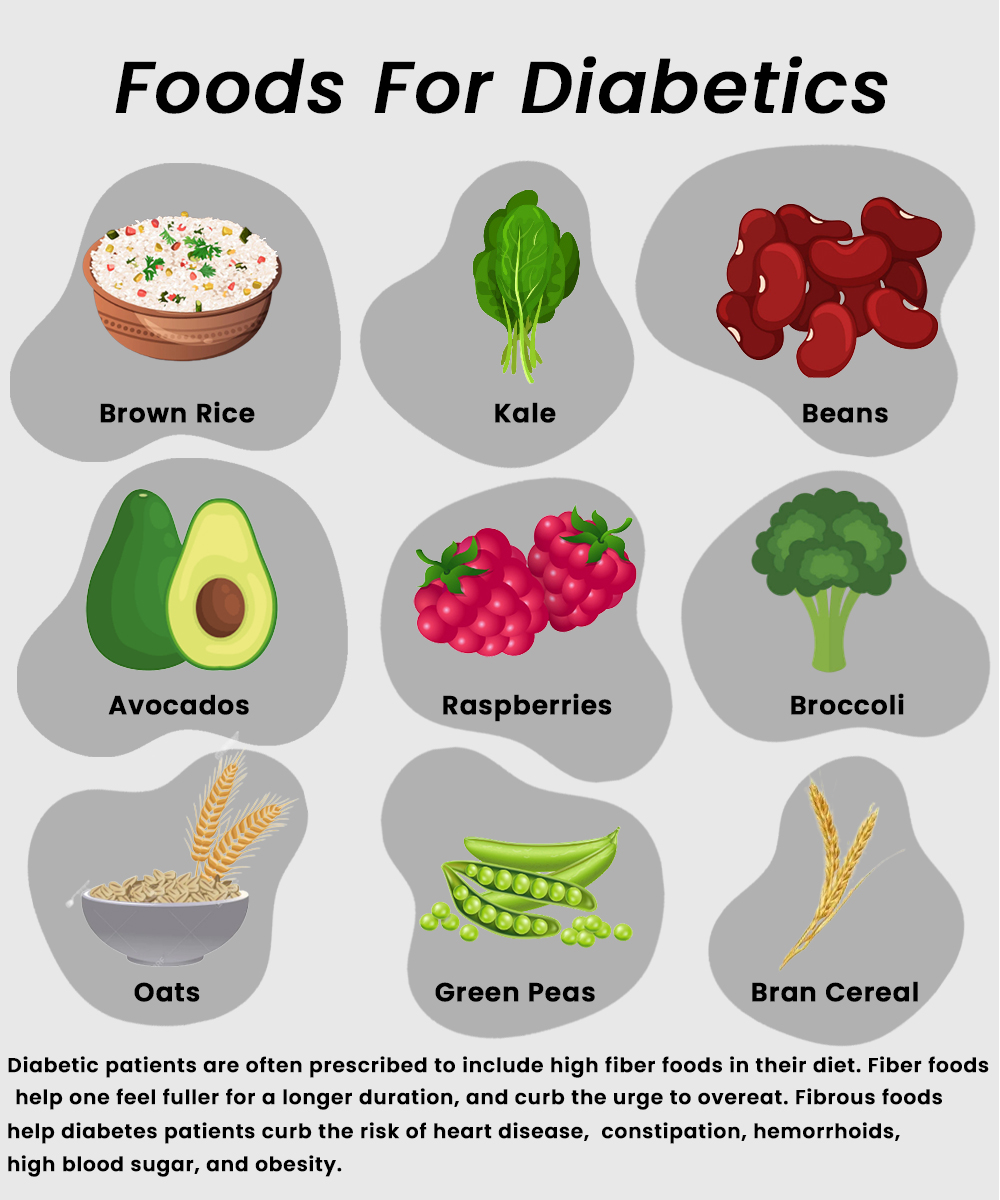 Foods For Diabetics
Brown Rice
Kale
Beans
Avocados
Raspberries
Broccoli
Oats
Green Peas
Bran Cereal
Diabetic patients are often prescribed to include high fiber foods in their diet. Fiber foods
help one feel fuller for a longer duration, and curb the urge to overeat. Fibrous foods
help diabetes patients curb the risk of heart disease, constipation, hemorrhoids,
high blood sugar, and obesity.